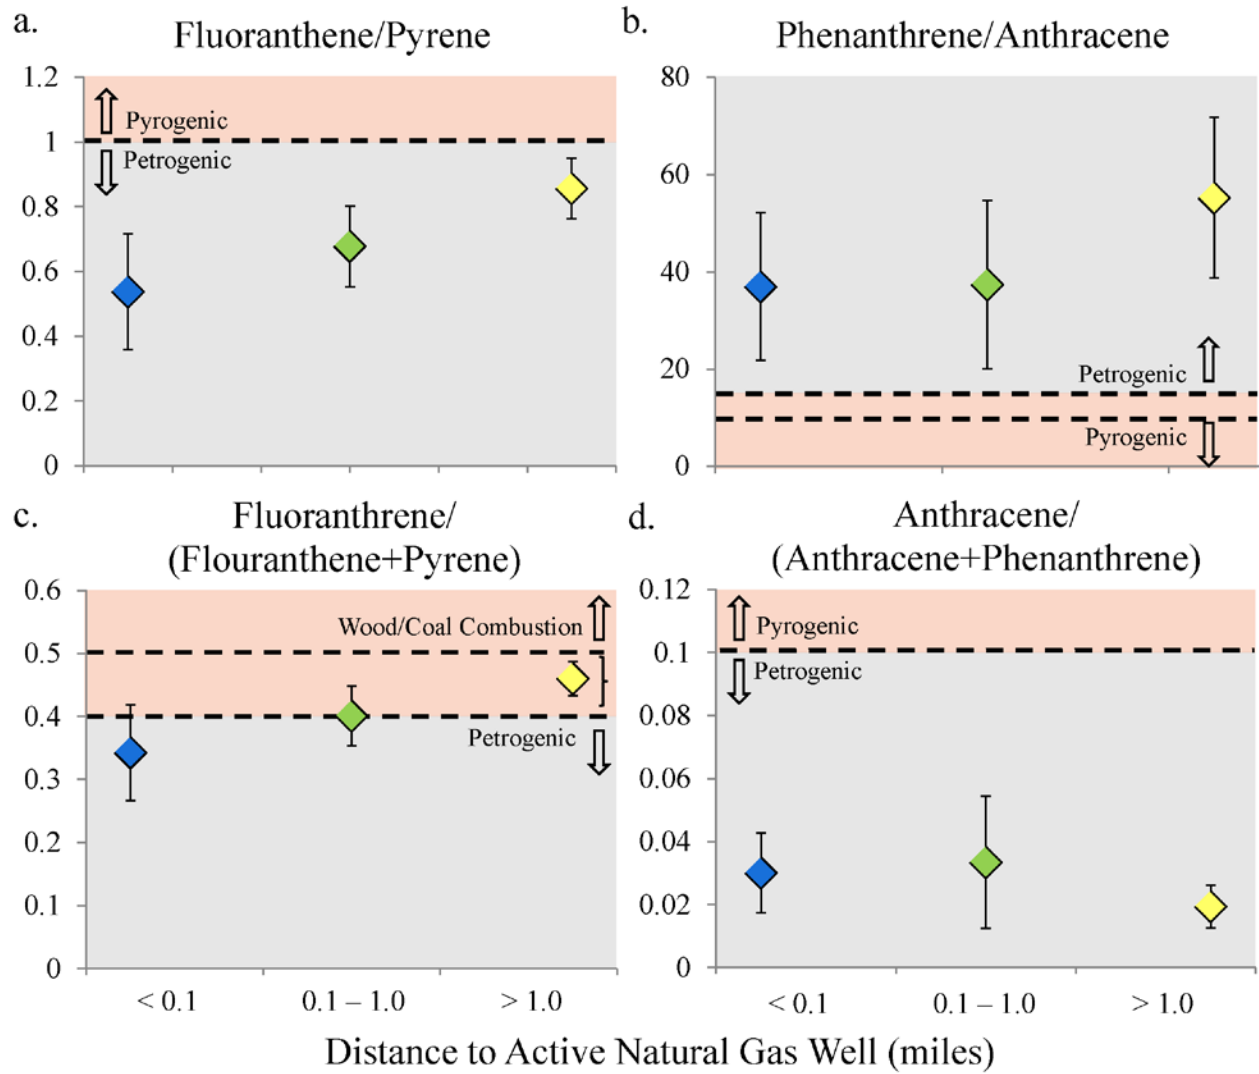 a.
Fluoranthene/Pyrene
1.2
1
0.8
0.6
0.4
0.2
0
Pyrogenic
Petrogenic
b.
Phenanthrene/Anthracene
80
60
40
20
0
Petrogenic
Pyrogenic
c.
Fluoranthrene/
(Flouranthene+Pyrene)
0.6
0.5
0.4
0.3
0.2
0.1
0
Wood/Coal Combustion
Petrogenic
< 0.1
0.1 – 1.0
> 1.0
d.
Anthracene/
(Anthracene+Phenanthrene)
0.12
0.1
0.08
0.06
0.04
0.02
0
Pyrogenic
Petrogenic
< 0.1
0.1 – 1.0
> 1.0
Distance to Active Natural Gas Well (miles)